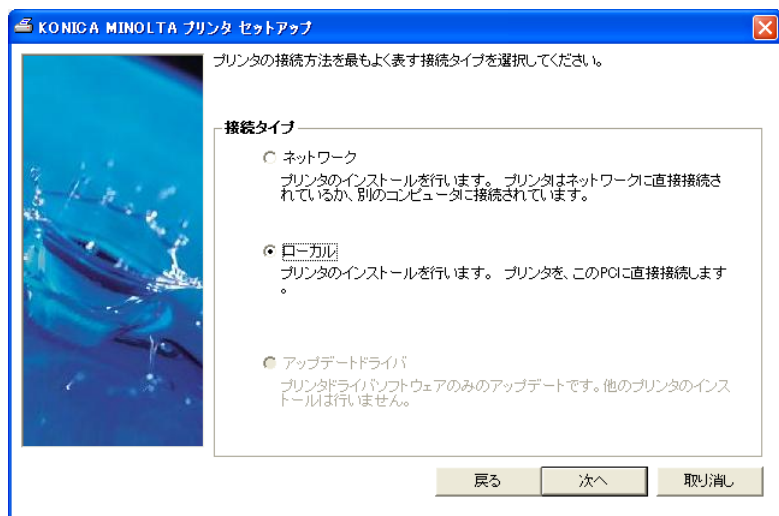 KONICA MINOLTA プリンタ セットアップ
プリンタの接続方法を最もよく表す接続タイプを選択してください。
接続タイプ
ネットワーク
プリンタのインストールを行います。 プリンタはネットワークに直接接続さ
れているか、別のコンピュータに接続されています。
ローカル
プリンタのインストールを行います。 プリンタを、このPCに直接接続します
。
アップデートドライバ
プリンタドライバソフトウェアのみのアップデートです。他のプリンタのインス
トールは行いません。
戻る
次へ
取り消し